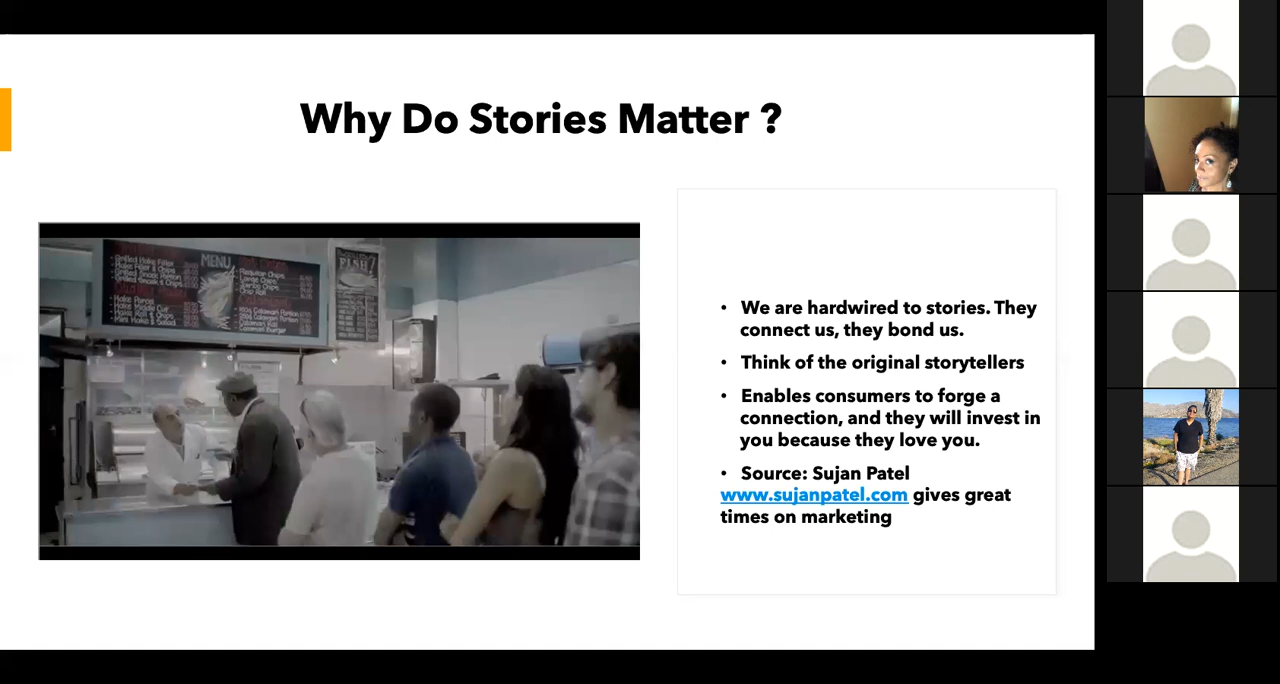 Why Do Stories Matter ?
MENU
FISH
• We are hardwired to stories. They
connect us, they bond us.
• Think of the original storytellers
• Enables consumers to forge a
connection, and they will invest in
you because they love you.
• Source: Sujan Patel
www.sujanpatel.com gives great
times on marketing